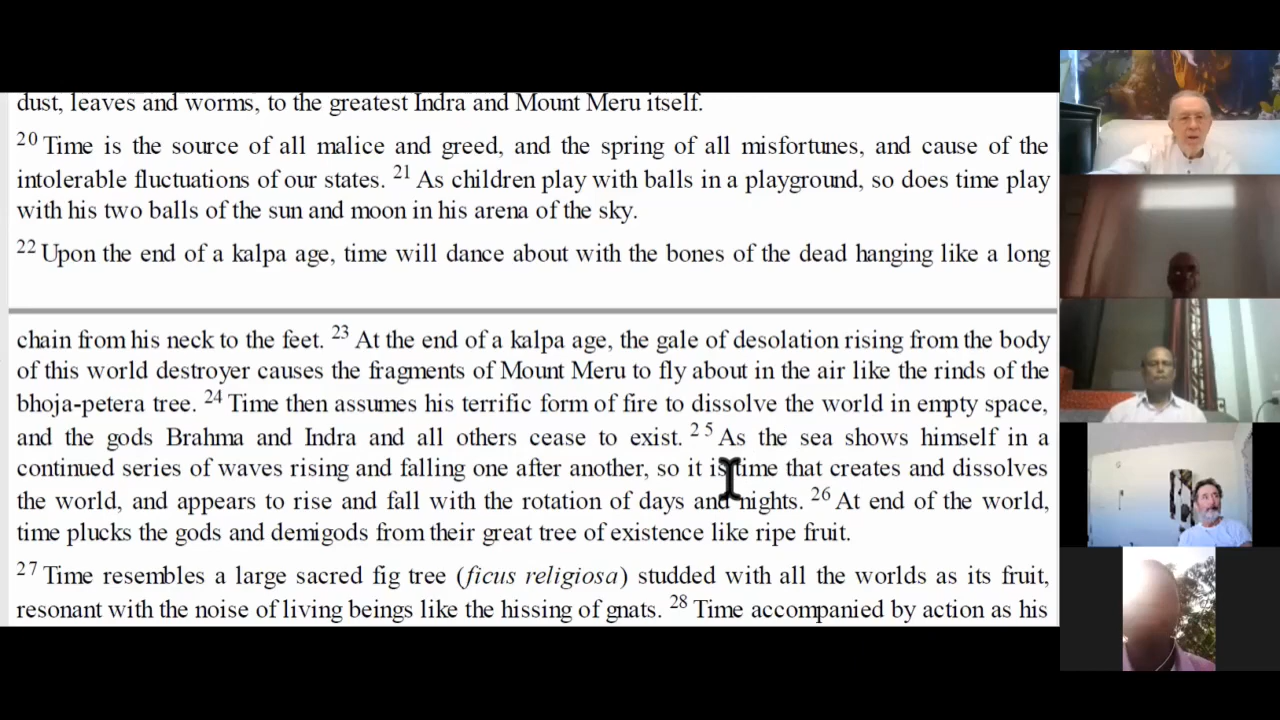 dust, leaves and worms, to the greatest Indra and Mount Meru itself.
20 Time is the source of all malice and greed, and the spring of all misfortunes, and cause of the
intolerable fluctuations of our states. 21 As children play with balls in a playground, so does time play
with his two balls of the sun and moon in his arena of the sky.
22 Upon the end of a kalpa age, time will dance about with the bones of the dead hanging like a long
chain from his neck to the feet. 23 At the end of a kalpa age, the gale of desolation rising from the body
of this world destroyer causes the fragments of Mount Meru to fly about in the air like the rinds of the
bhoja-petera tree. 24 Time then assumes his terrific form of fire to dissolve the world in empty space,
and the gods Brahma and Indra and all others cease to exist. 25 As the sea shows himself in a
continued series of waves rising and falling one after another, so it is time that creates and dissolves
the world, and appears to rise and fall with the rotation of days and nights. 26 At end of the world,
time plucks the gods and demigods from their great tree of existence like ripe fruit.
27 Time resembles a large sacred fig tree (ficus religiosa) studded with all the worlds as its fruit,
resonant with the noise of living beings like the hissing of gnats. 28 Time accompanied by action as his